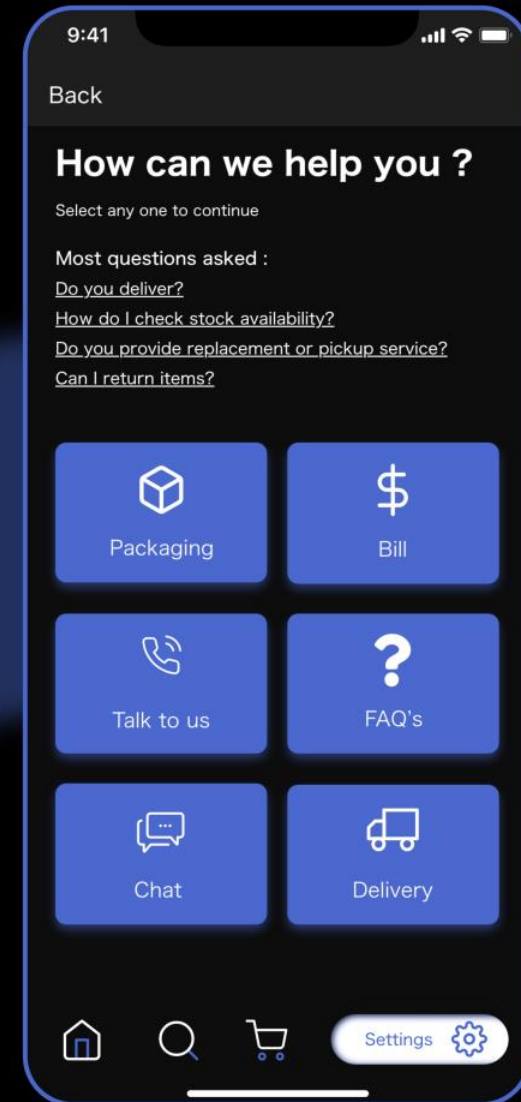 9:41
Back
How can we help you ?
Select any one to continue
Most questions asked :
Do you deliver?
How do I check stock availability?
Do you provide replacement or pickup service?
Can I return items?
Packaging
Bill
Talk to us
FAQ's
Chat
Delivery
Settings